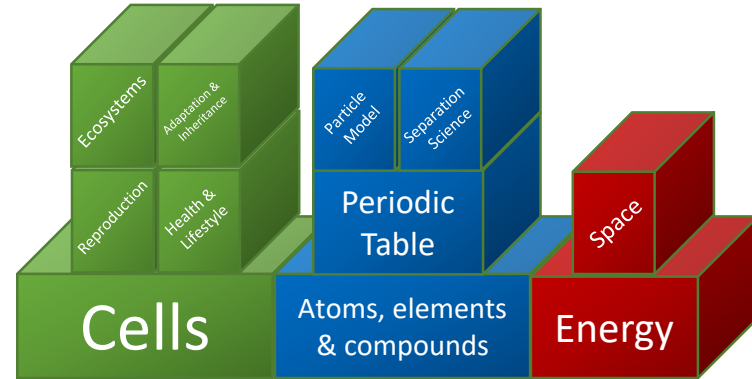 Ecosystems
Adaptation &
Inheritance
Particle
Model
Separation
Science
Reproduction
Health &
Lifestyle
Periodic
Table
Space
Cells
Atoms, elements
& compounds
Energy